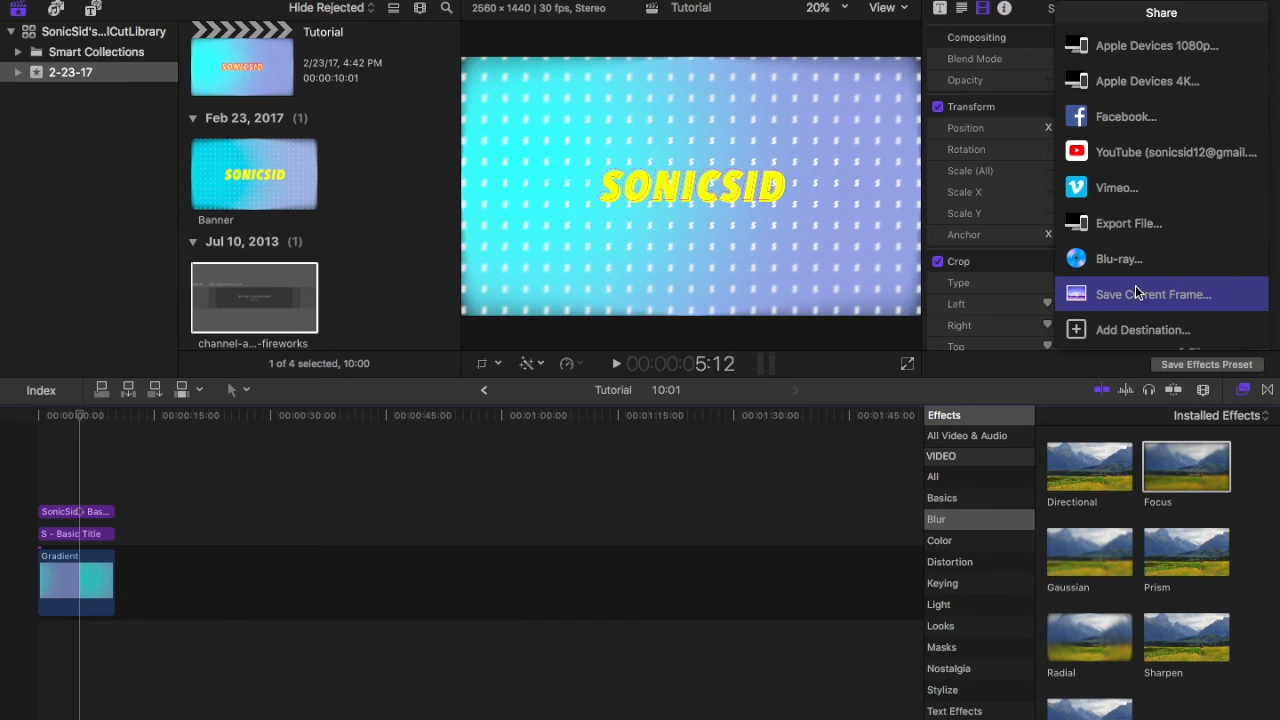 Hide Rejected
2560 × 1440 | 30 fps, Stereo
Tutorial
20%
View
Share
SonicSid's...lCutLibrary
Smart Collections
2-23-17
Tutorial
SONICSID
2/23/17, 4:42 PM
00:00:10:01
Feb 23, 2017 (1)
SONICSID
Banner
Jul 10, 2013 (1)
channel-a...-fireworks
1 of 4 selected, 10:00
SONICSID
00:00:05:12
Compositing
Blend Mode
Opacity
Transform
Position X
Rotation
Scale (All)
Scale X
Scale Y
Anchor X
Crop
Type
Left
Right
Top
Apple Devices 1080p...
Apple Devices 4K...
Facebook...
YouTube (sonicsid12@gmail....
Vimeo...
Export File...
Blu-ray...
Save Current Frame...
Add Destination...
Save Effects Preset
Index
Tutorial 10:01
00:00:15:00
00:00:30:00
00:00:45:00
00:01:00:00
00:01:15:00
00:01:30:00
00:01:45:00
SonicSid - Bas...
S - Basic Title
Gradient
Effects
Installed Effects
All Video & Audio
VIDEO
All
Basics
Blur
Color
Distortion
Keying
Light
Looks
Masks
Nostalgia
Stylize
Text Effects
Directional
Focus
Gaussian
Prism
Radial
Sharpen